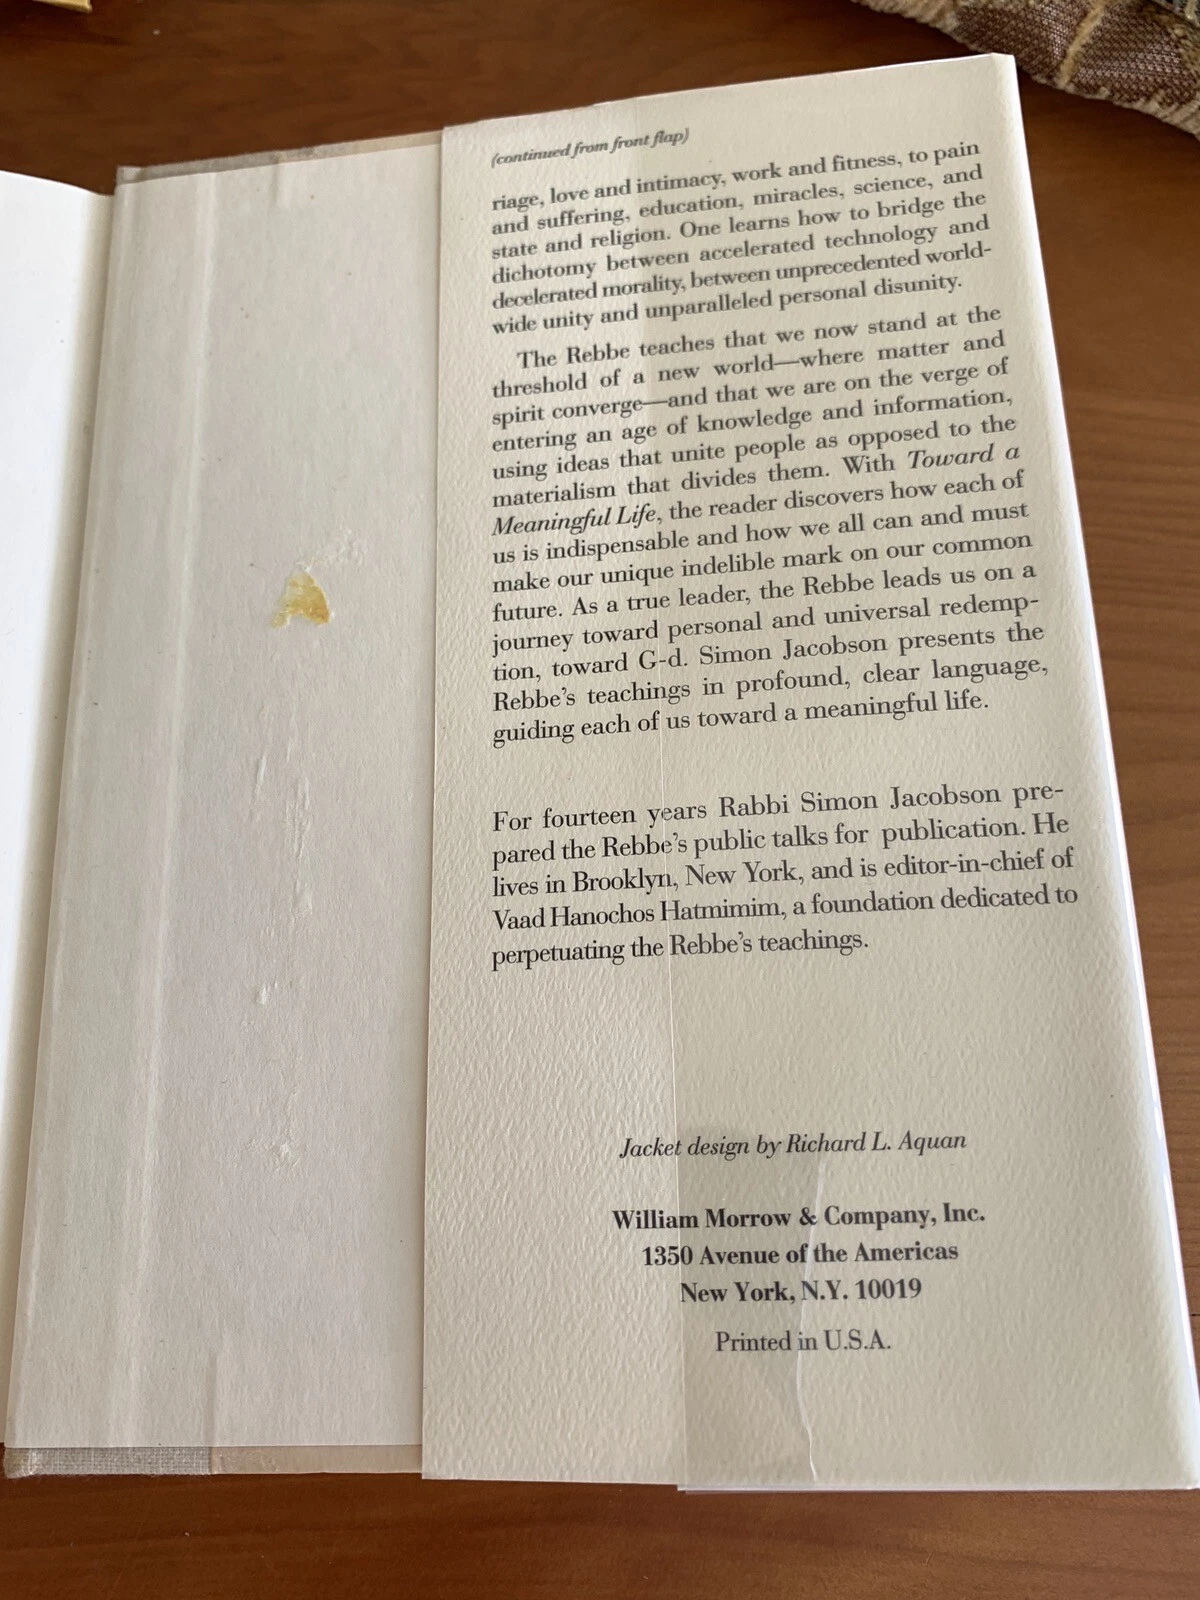 (continued from front flap)
riage, love and intimacy, work and fitness, to pain
and suffering, education, miracles, science, and
state and religion. One learns how to bridge the
dichotomy between accelerated technology and
decelerated morality, between unprecedented world-
wide unity and unparalleled personal disunity.
The Rebbe teaches that we now stand at the
threshold of a new world—where matter and
spirit converge—and that we are on the verge of
entering an age of knowledge and information,
using ideas that unite people as opposed to the
materialism that divides them. With Toward a
Meaningful Life, the reader discovers how each of
us is indispensable and how we all can and must
make our unique indelible mark on our common
future. As a true leader, the Rebbe leads us on a
journey toward personal and universal redemp-
tion, toward G-d. Simon Jacobson presents the
Rebbe's teachings in profound, clear language,
guiding each of us toward a meaningful life.
For fourteen years Rabbi Simon Jacobson pre-
pared the Rebbe's public talks for publication. He
lives in Brooklyn, New York, and is editor-in-chief of
Vaad Hanochos Hatmimim, a foundation dedicated to
perpetuating the Rebbe's teachings.
Jacket design by Richard L. Aquan
William Morrow & Company, Inc.
1350 Avenue of the Americas
New York, N.Y. 10019
Printed in U.S.A.